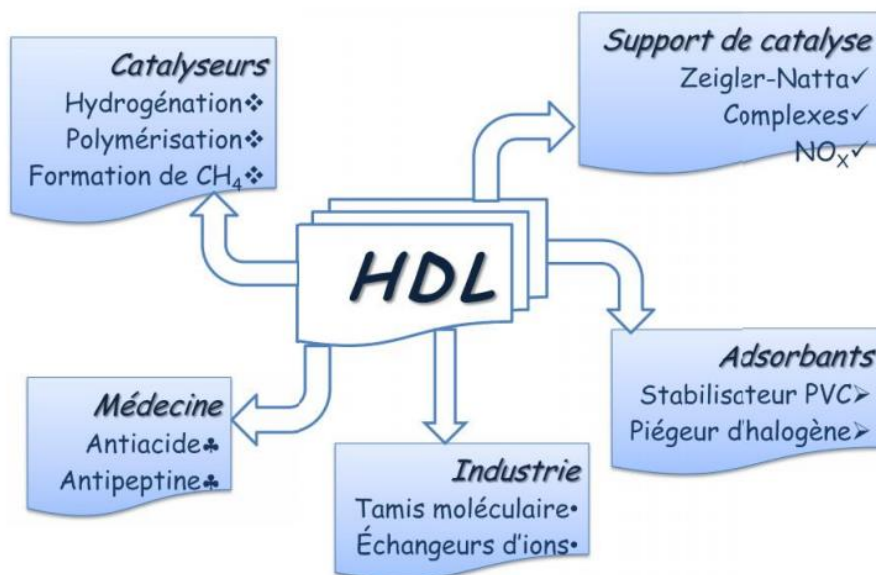 Catalyseurs
Hydrogénation❖
Polymérisation❖
Formation de CH₄❖
Support de catalyse
Zeigler-Natta✓
Complexes✓
NOₓ✓
HDL
Adsorbants
Stabilisateur PVC➢
Piégeur d'halogène➢
Médecine
Antiacide♣
Antipeptine♣
Industrie
Tamis moléculaire•
Échangeurs d'ions•